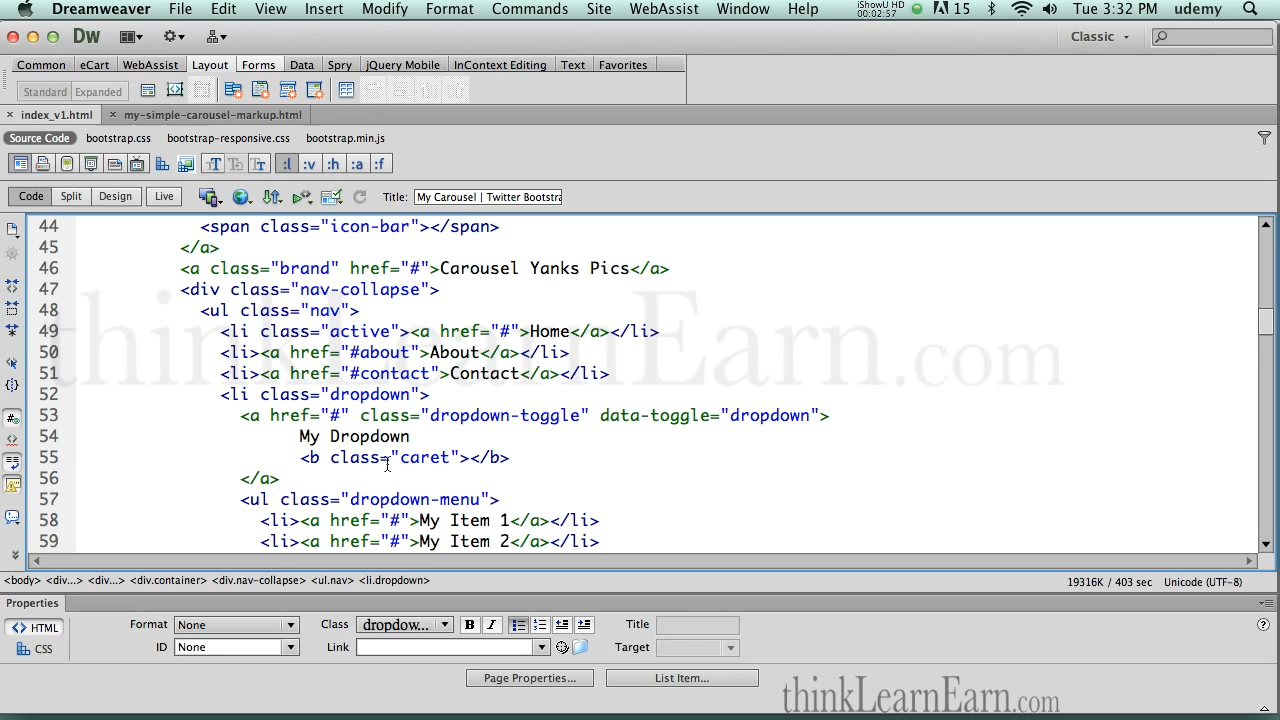 Dreamweaver File Edit View Insert Modify Format Commands Site WebAssist Window Help iShowU HD 00:02:57 15 Tue 3:32 PM udemy
Dw Classic
Common eCart WebAssist Layout Forms Data Spry jQuery Mobile InContext Editing Text Favorites
Standard Expanded
index_v1.html my-simple-carousel-markup.html
Source Code bootstrap.css bootstrap-responsive.css bootstrap.min.js
:l :v :h :a :f
Code Split Design Live Title: My Carousel | Twitter Bootstra
44 <span class="icon-bar"></span>
45 </a>
46 <a class="brand" href="#">Carousel Yanks Pics</a>
47 <div class="nav-collapse">
48 <ul class="nav">
49 <li class="active"><a href="#">Home</a></li>
50 <li><a href="#about">About</a></li>
51 <li><a href="#contact">Contact</a></li>
52 <li class="dropdown">
53 <a href="#" class="dropdown-toggle" data-toggle="dropdown">
54 My Dropdown
55 <b class="caret"></b>
56 </a>
57 <ul class="dropdown-menu">
58 <li><a href="#">My Item 1</a></li>
59 <li><a href="#">My Item 2</a></li>
thinkLearnEarn.com
<body> <div...> <div...> <div.container> <div.nav-collapse> <ul.nav> <li.dropdown> 19316K / 403 sec Unicode (UTF-8)
Properties
<> HTML Format None Class dropdow... B I Title
CSS ID None Link Target
Page Properties... List Item...
thinkLearnEarn.com